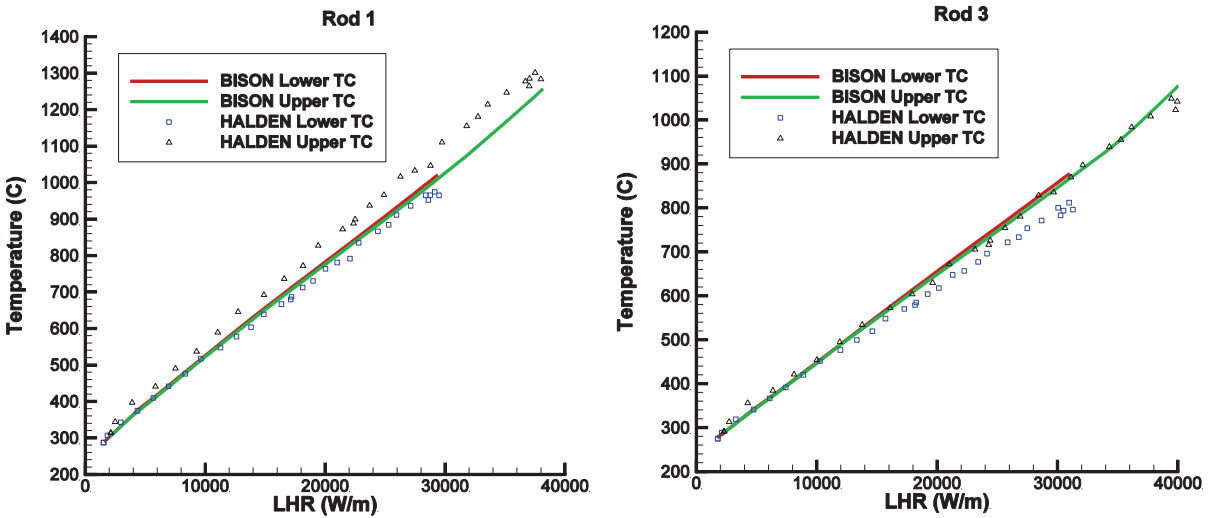 Rod 1
1400
1300
1200
1100
1000
900
800
700
600
500
400
300
200
0
10000
20000
30000
40000
Temperature (C)
LHR (W/m)
BISON Lower TC
BISON Upper TC
HALDEN Lower TC
HALDEN Upper TC
Rod 3
1200
1100
1000
900
800
700
600
500
400
300
200
0
10000
20000
30000
40000
Temperature (C)
LHR (W/m)
BISON Lower TC
BISON Upper TC
HALDEN Lower TC
HALDEN Upper TC